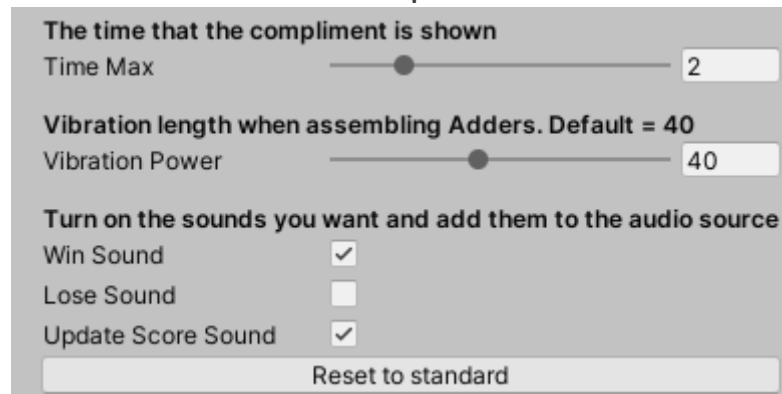 The time that the compliment is shown
Time Max 2
Vibration length when assembling Adders. Default = 40
Vibration Power 40
Turn on the sounds you want and add them to the audio source
Win Sound
Lose Sound
Update Score Sound
Reset to standard